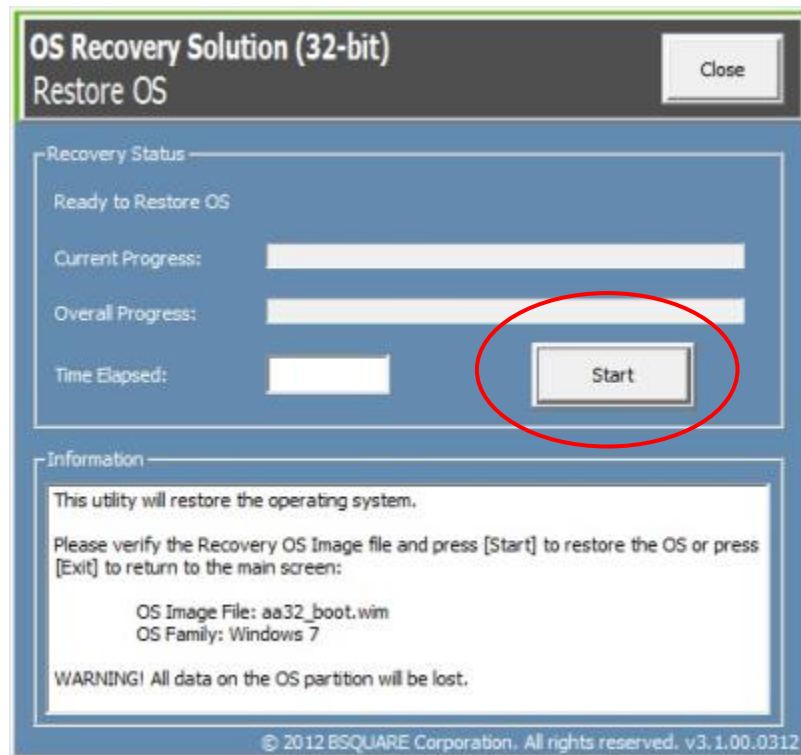 OS Recovery Solution (32-bit)
Restore OS
Close
Recovery Status
Ready to Restore OS
Current Progress:
Overall Progress:
Time Elapsed:
Start
Information
This utility will restore the operating system.
Please verify the Recovery OS Image file and press [Start] to restore the OS or press
[Exit] to return to the main screen:
OS Image File: aa32_boot.wim
OS Family: Windows 7
WARNING! All data on the OS partition will be lost.
© 2012 BSQUARE Corporation. All rights reserved. v3.1.00.0312